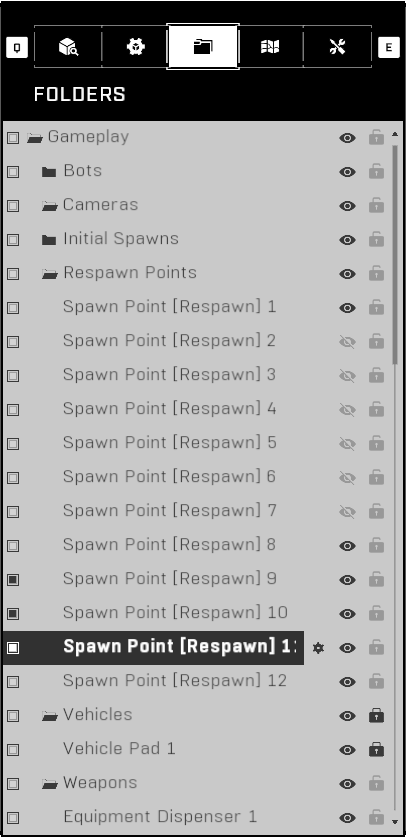 Q E
FOLDERS
Gameplay
Bots
Cameras
Initial Spawns
Respawn Points
Spawn Point [Respawn] 1
Spawn Point [Respawn] 2
Spawn Point [Respawn] 3
Spawn Point [Respawn] 4
Spawn Point [Respawn] 5
Spawn Point [Respawn] 6
Spawn Point [Respawn] 7
Spawn Point [Respawn] 8
Spawn Point [Respawn] 9
Spawn Point [Respawn] 10
Spawn Point [Respawn]
Spawn Point [Respawn] 12
Vehicles
Vehicle Pad 1
Weapons
Equipment Dispenser 1